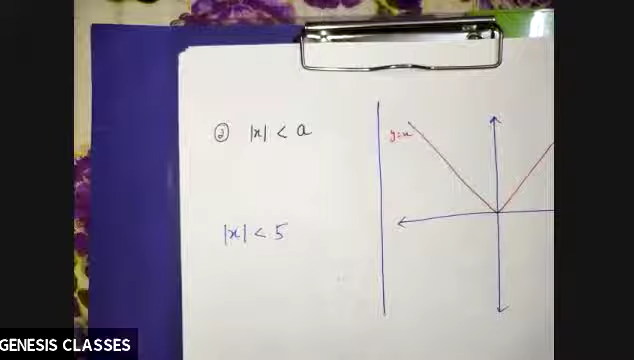 ② |x| < a
y=x
|x| < 5
GENESIS CLASSES